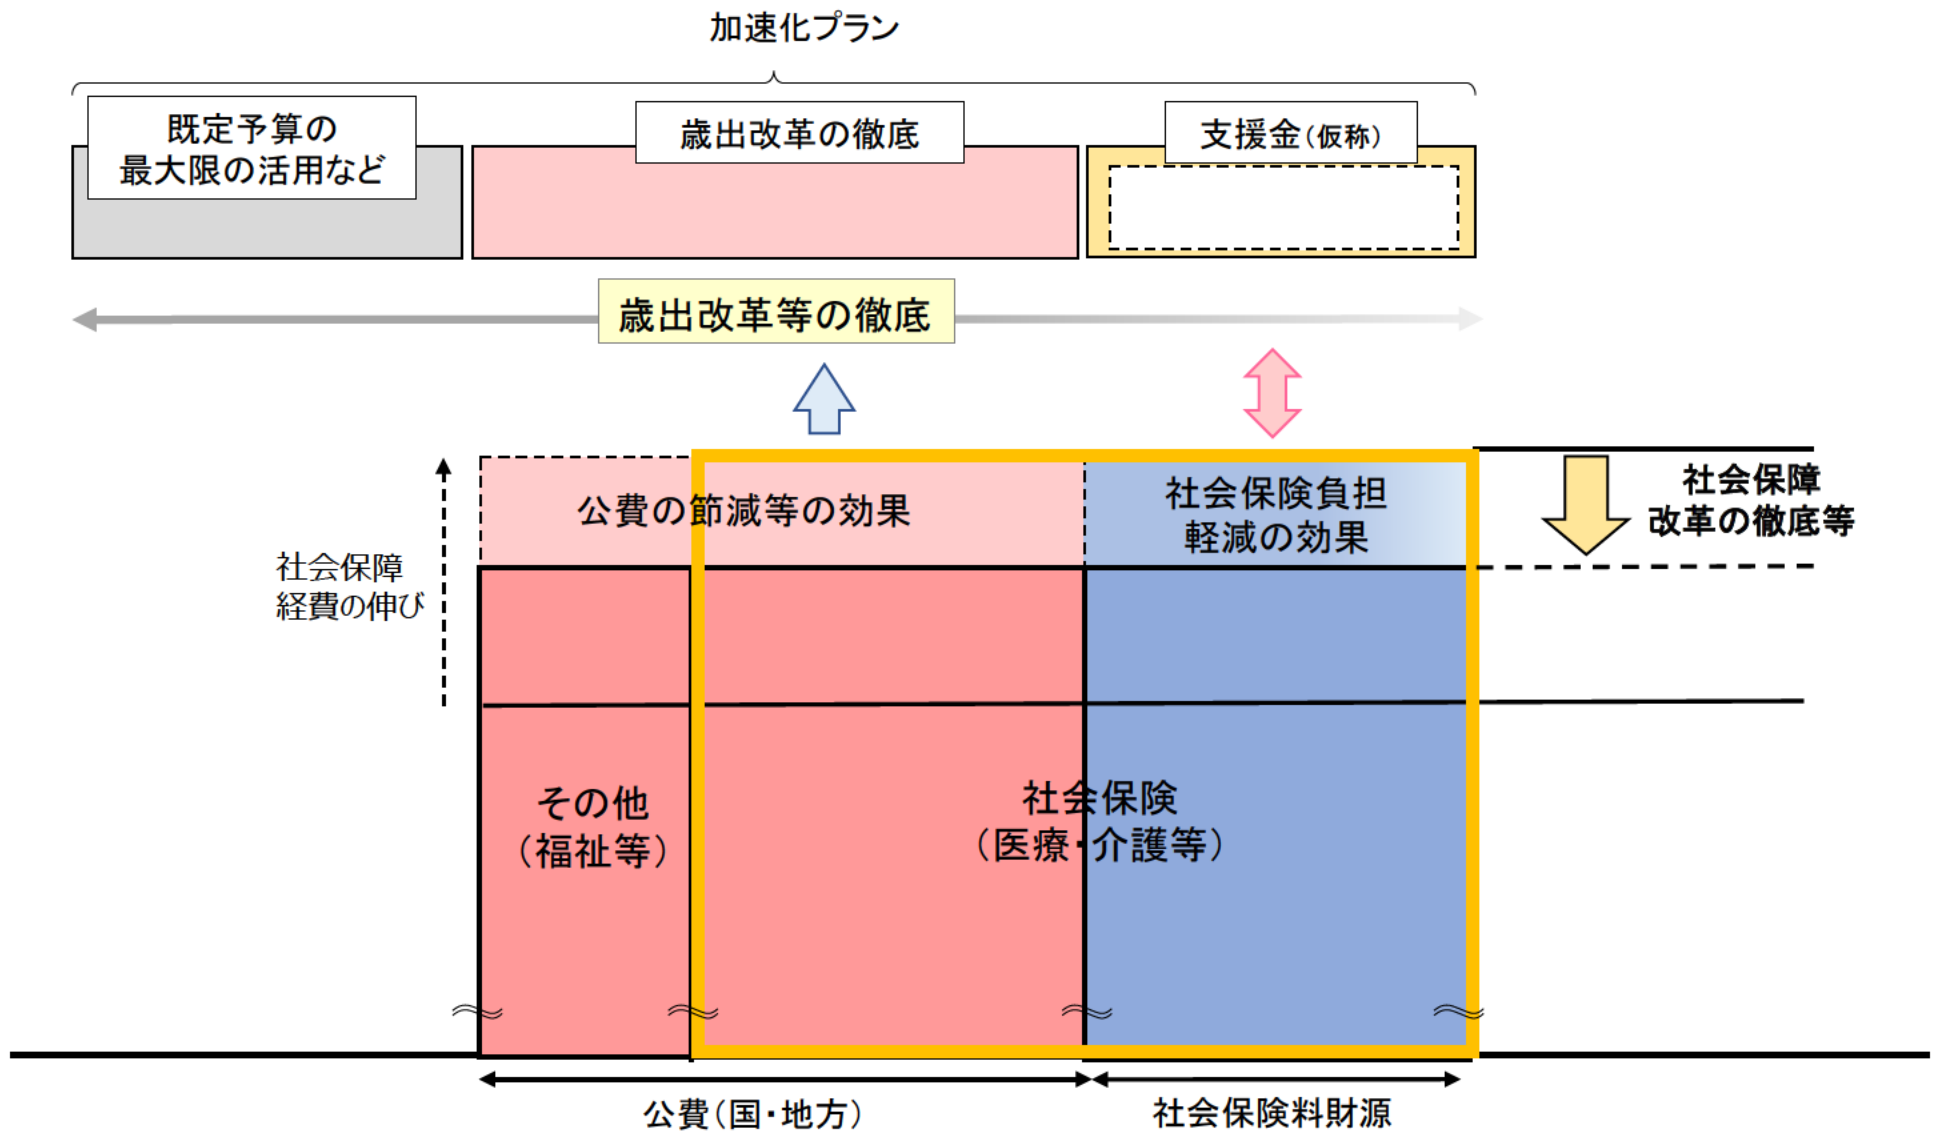 加速化プラン
既定予算の
最大限の活用など
歳出改革の徹底
支援金(仮称)
歳出改革等の徹底
公費の節減等の効果
社会保険負担
軽減の効果
社会保障
改革の徹底等
社会保障
経費の伸び
その他
(福祉等)
社会保険
(医療・介護等)
公費(国・地方)
社会保険料財源